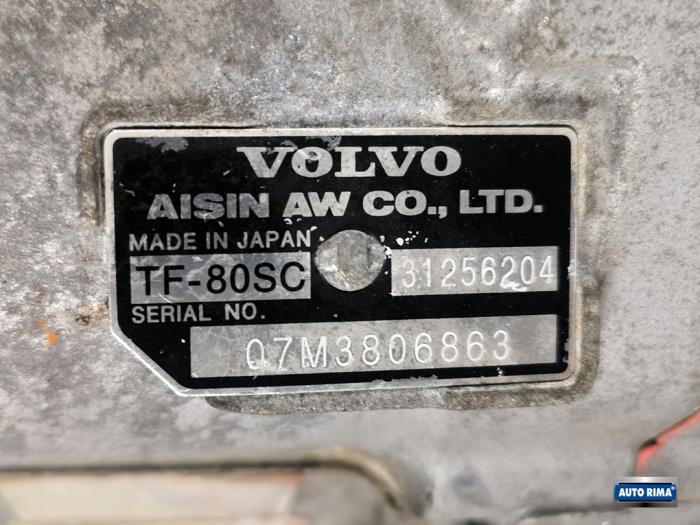 VOLVO
AISIN AW CO., LTD.
MADE IN JAPAN
TF-80SC 31256204
SERIAL NO.
07M3806863
AUTO RIMA